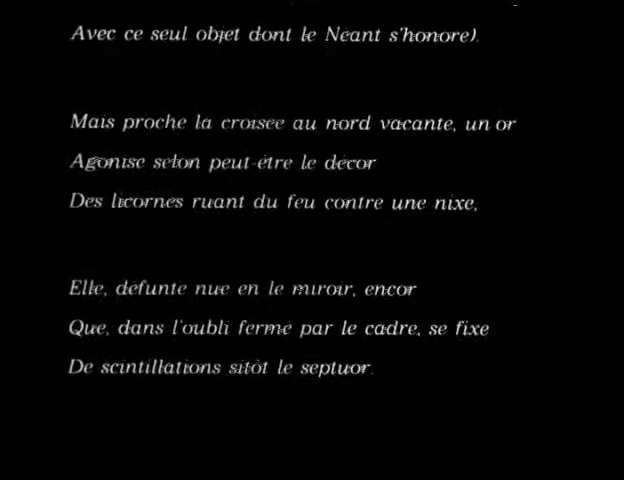 Avec ce seul objet dont le Néant s'honore).
Mais proche la croisée au nord vacante, un or
Agonise selon peut-être le décor
Des licornes ruant du feu contre une nixe,
Elle, défunte nue en le miroir, encor
Que, dans l'oubli fermé par le cadre, se fixe
De scintillations sitôt le septuor.